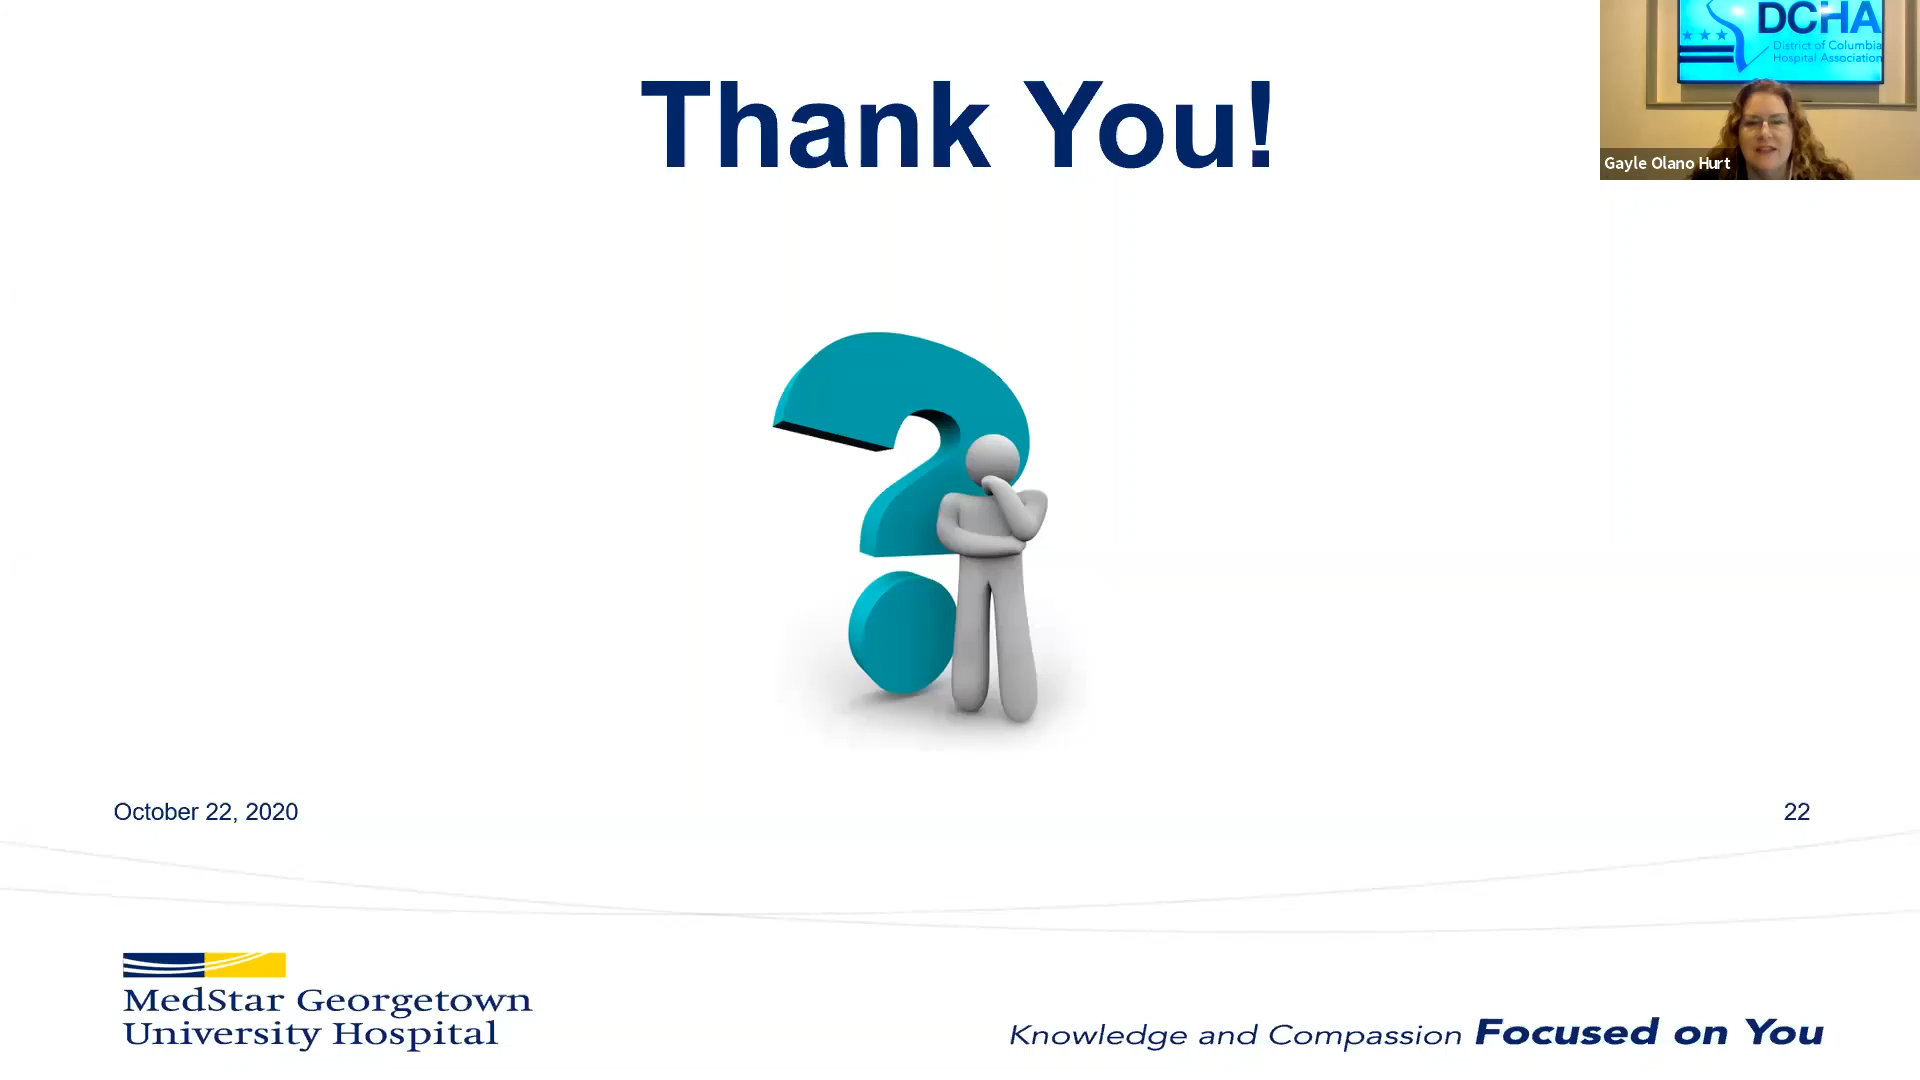 Thank You!
DCHA
District of Columbia
Hospital Association
Gayle Olano Hurt
October 22, 2020
22
MedStar Georgetown
University Hospital
Knowledge and Compassion Focused on You